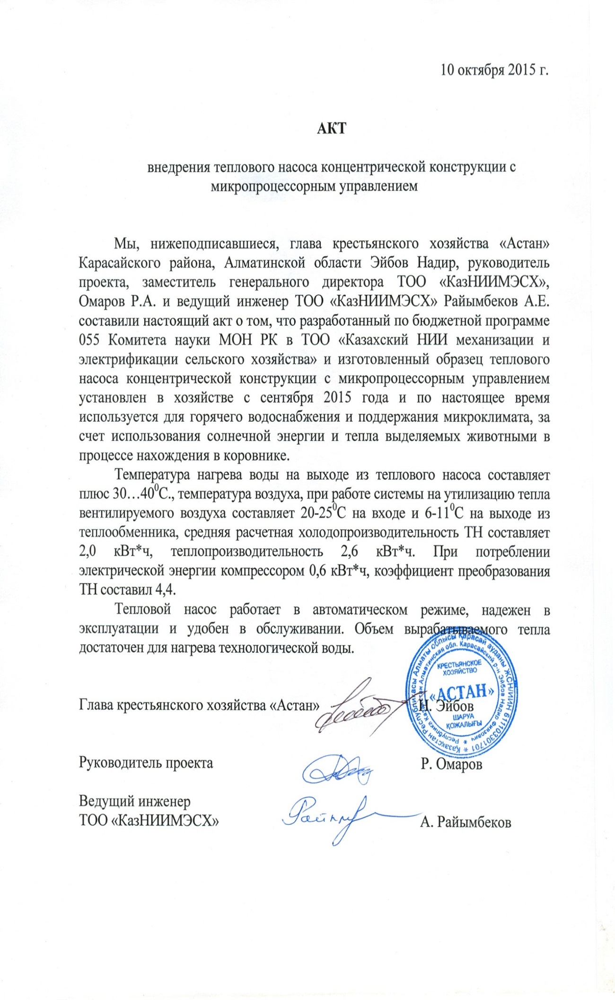 10 октября 2015 г.
АКТ
внедрения теплового насоса концентрической конструкции с
микропроцессорным управлением
Мы, нижеподписавшиеся, глава крестьянского хозяйства «Астан»
Карасайского района, Алматинской области Эйбов Надир, руководитель
проекта, заместитель генерального директора ТОО «КазНИИМЭСХ»,
Омаров Р.А. и ведущий инженер ТОО «КазНИИМЭСХ» Райымбеков А.Е.
составили настоящий акт о том, что разработанный по бюджетной программе
055 Комитета науки МОН РК в ТОО «Казахский НИИ механизации и
электрификации сельского хозяйства» и изготовленный образец теплового
насоса концентрической конструкции с микропроцессорным управлением
установлен в хозяйстве с сентября 2015 года и по настоящее время
используется для горячего водоснабжения и поддержания микроклимата, за
счет использования солнечной энергии и тепла выделяемых животными в
процессе нахождения в коровнике.
Температура нагрева воды на выходе из теплового насоса составляет
плюс 30…40⁰С., температура воздуха, при работе системы на утилизацию тепла
вентилируемого воздуха составляет 20-25⁰С на входе и 6-11⁰С на выходе из
теплообменника, средняя расчетная холодопроизводительность ТН составляет
2,0 кВт*ч, теплопроизводительность 2,6 кВт*ч. При потреблении
электрической энергии компрессором 0,6 кВт*ч, коэффициент преобразования
ТН составил 4,4.
Тепловой насос работает в автоматическом режиме, надежен в
эксплуатации и удобен в обслуживании. Объем вырабатываемого тепла
достаточен для нагрева технологической воды.
Қазақстан Республикасы Алматы облысы Қарасай ауданы ЖСН/ИИН 611103301701
Республика Казахстан Алматинская обл. Карасайский р-н Эйбов Надир Фиязович
КРЕСТЬЯНСКОЕ
ХОЗЯЙСТВО
«АСТАН»
ШАРУА
ҚОЖАЛЫҒЫ
Глава крестьянского хозяйства «Астан» Н. Эйбов
Руководитель проекта Р. Омаров
Ведущий инженер
ТОО «КазНИИМЭСХ» А. Райымбеков